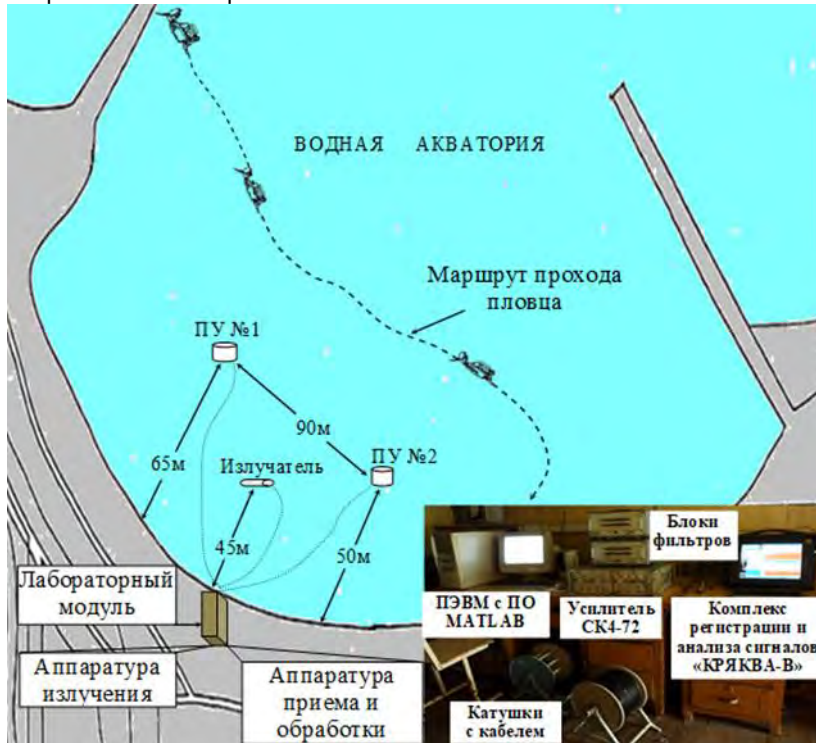 ВОДНАЯ АКВАТОРИЯ
Маршрут прохода
пловца
ПУ №1
90м
65м
Излучатель
ПУ №2
45м
50м
Лабораторный
модуль
Аппаратура
излучения
Аппаратура
приема и
обработки
Блоки
фильтров
ПЭВМ с ПО
MATLAB
Усилитель
СК4-72
Комплекс
регистрации и
анализа сигналов
«КРЯКВА-В»
Катушки
с кабелем